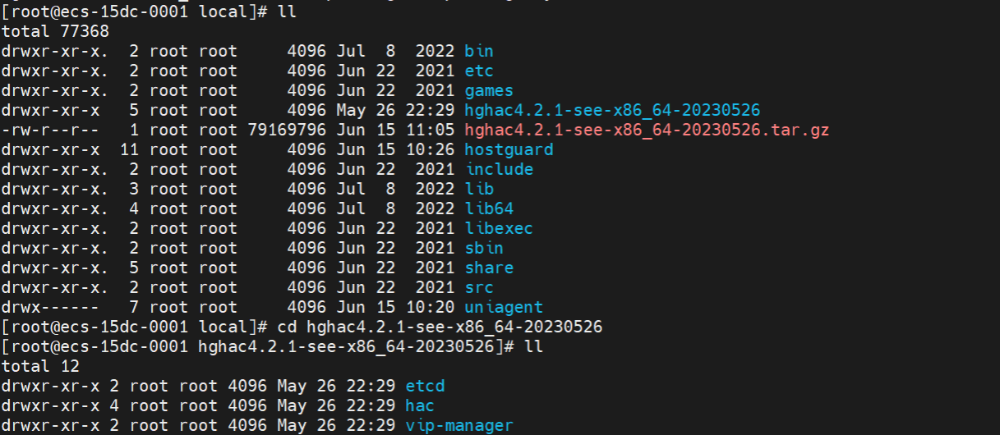 [root@ecs-15dc-0001 local]# ll
total 77368
drwxr-xr-x.  2 root root     4096 Jul  8  2022 bin
drwxr-xr-x.  2 root root     4096 Jun 22  2021 etc
drwxr-xr-x.  2 root root     4096 Jun 22  2021 games
drwxr-xr-x   5 root root     4096 May 26 22:29 hghac4.2.1-see-x86_64-20230526
-rw-r--r--   1 root root 79169796 Jun 15 11:05 hghac4.2.1-see-x86_64-20230526.tar.gz
drwxr-xr-x  11 root root     4096 Jun 15 10:26 hostguard
drwxr-xr-x.  2 root root     4096 Jun 22  2021 include
drwxr-xr-x.  3 root root     4096 Jul  8  2022 lib
drwxr-xr-x.  4 root root     4096 Jul  8  2022 lib64
drwxr-xr-x.  2 root root     4096 Jun 22  2021 libexec
drwxr-xr-x.  2 root root     4096 Jun 22  2021 sbin
drwxr-xr-x.  5 root root     4096 Jun 22  2021 share
drwxr-xr-x.  2 root root     4096 Jun 22  2021 src
drwx------   7 root root     4096 Jun 15 10:20 uniagent
[root@ecs-15dc-0001 local]# cd hghac4.2.1-see-x86_64-20230526
[root@ecs-15dc-0001 hghac4.2.1-see-x86_64-20230526]# ll
total 12
drwxr-xr-x 2 root root 4096 May 26 22:29 etcd
drwxr-xr-x 4 root root 4096 May 26 22:29 hac
drwxr-xr-x 2 root root 4096 May 26 22:29 vip-manager